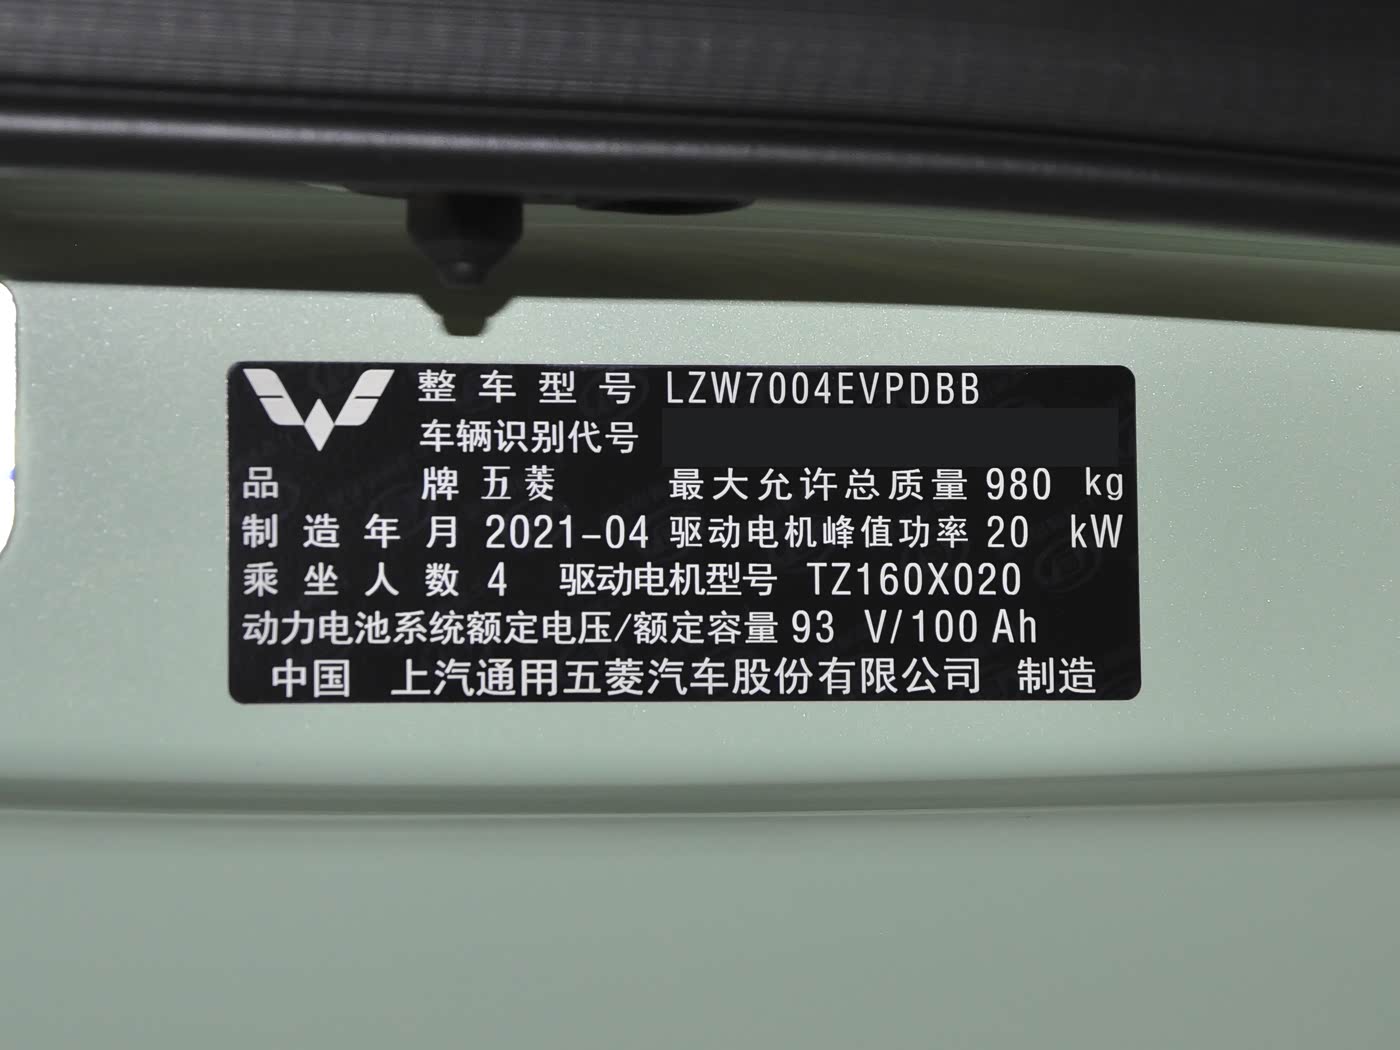 整车型号 LZW7004EVPDBB
车辆识别代号
品牌 五菱 最大允许总质量 980 kg
制造年月 2021-04 驱动电机峰值功率 20 kW
乘坐人数 4 驱动电机型号 TZ160X020
动力电池系统额定电压/额定容量 93 V/100 Ah
中国 上汽通用五菱汽车股份有限公司 制造